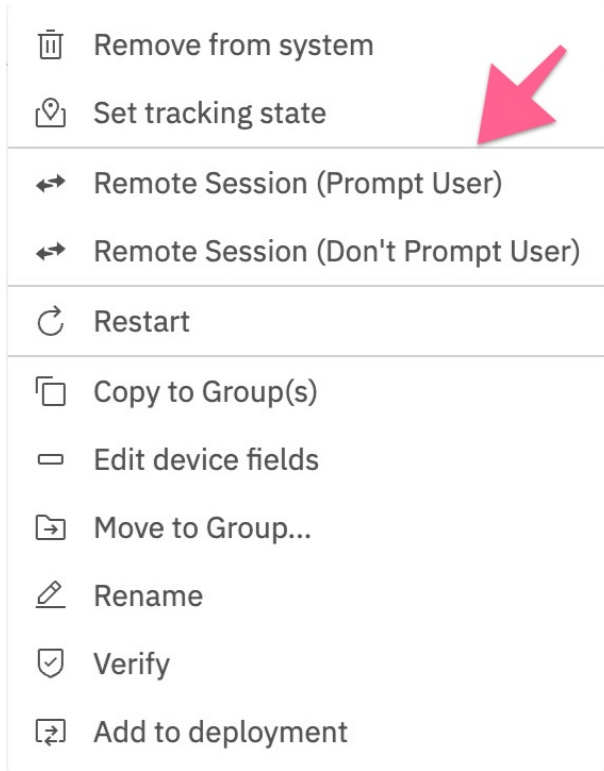 Remove from system
Set tracking state
Remote Session (Prompt User)
Remote Session (Don't Prompt User)
Restart
Copy to Group(s)
Edit device fields
Move to Group...
Rename
Verify
Add to deployment